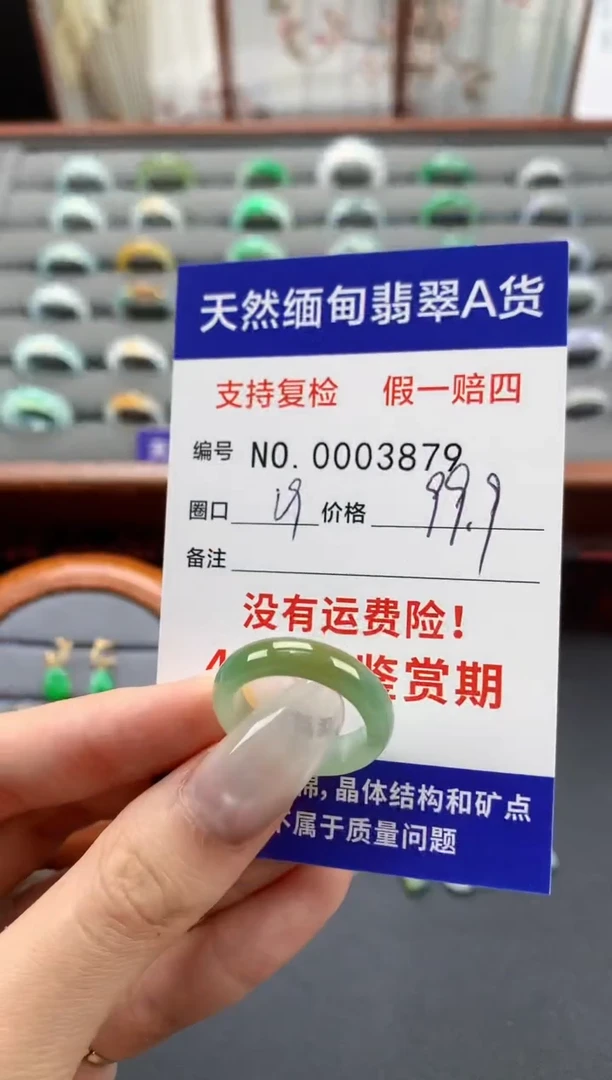 天然缅甸翡翠A货
支持复检 假一赔四
编号 NO.0003879
圈口 19 价格 99.9
备注
没有运费险!
鉴赏期
棉,晶体结构和矿点
不属于质量问题